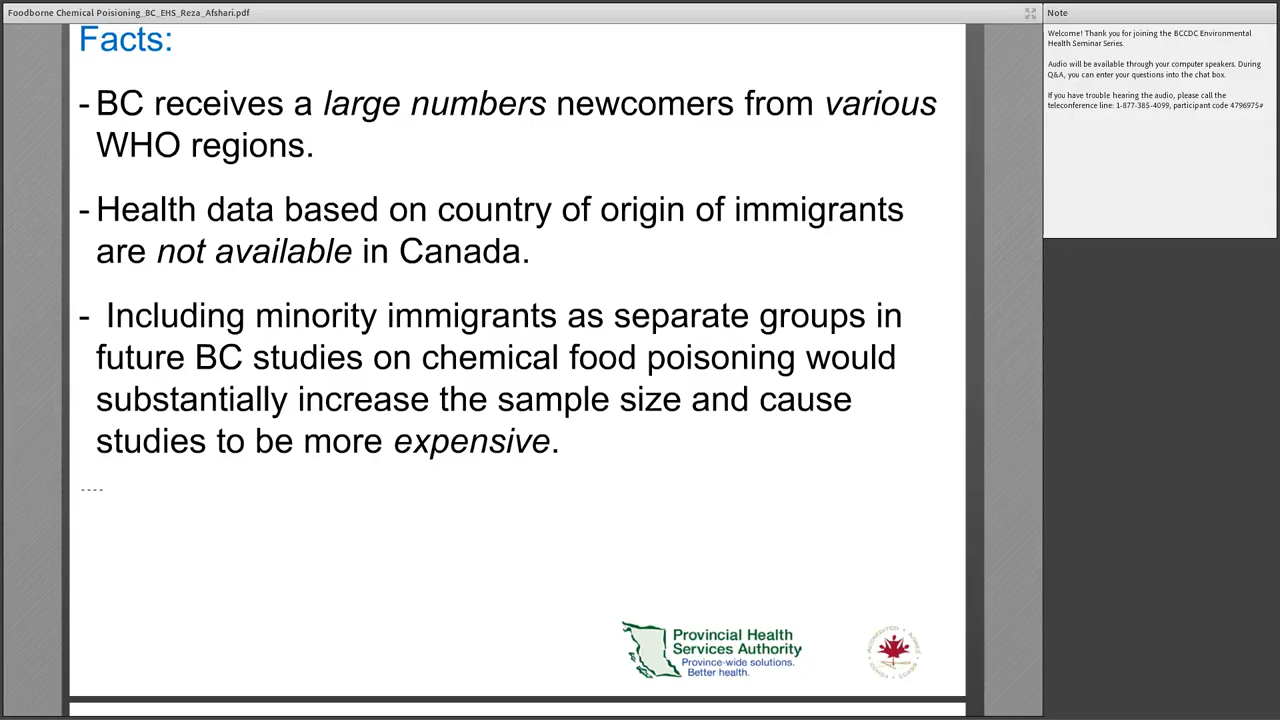 Foodborne Chemical Poisioning_BC_EHS_Reza_Afshari.pdf
Facts:
- BC receives a large numbers newcomers from various
WHO regions.
- Health data based on country of origin of immigrants
are not available in Canada.
- Including minority immigrants as separate groups in
future BC studies on chemical food poisoning would
substantially increase the sample size and cause
studies to be more expensive.
----
Provincial Health
Services Authority
Province-wide solutions.
Better health.
Note
Welcome! Thank you for joining the BCCDC Environmental
Health Seminar Series.
Audio will be available through your computer speakers. During
Q&A, you can enter your questions into the chat box.
If you have trouble hearing the audio, please call the
teleconference line: 1-877-385-4099, participant code 4796975#